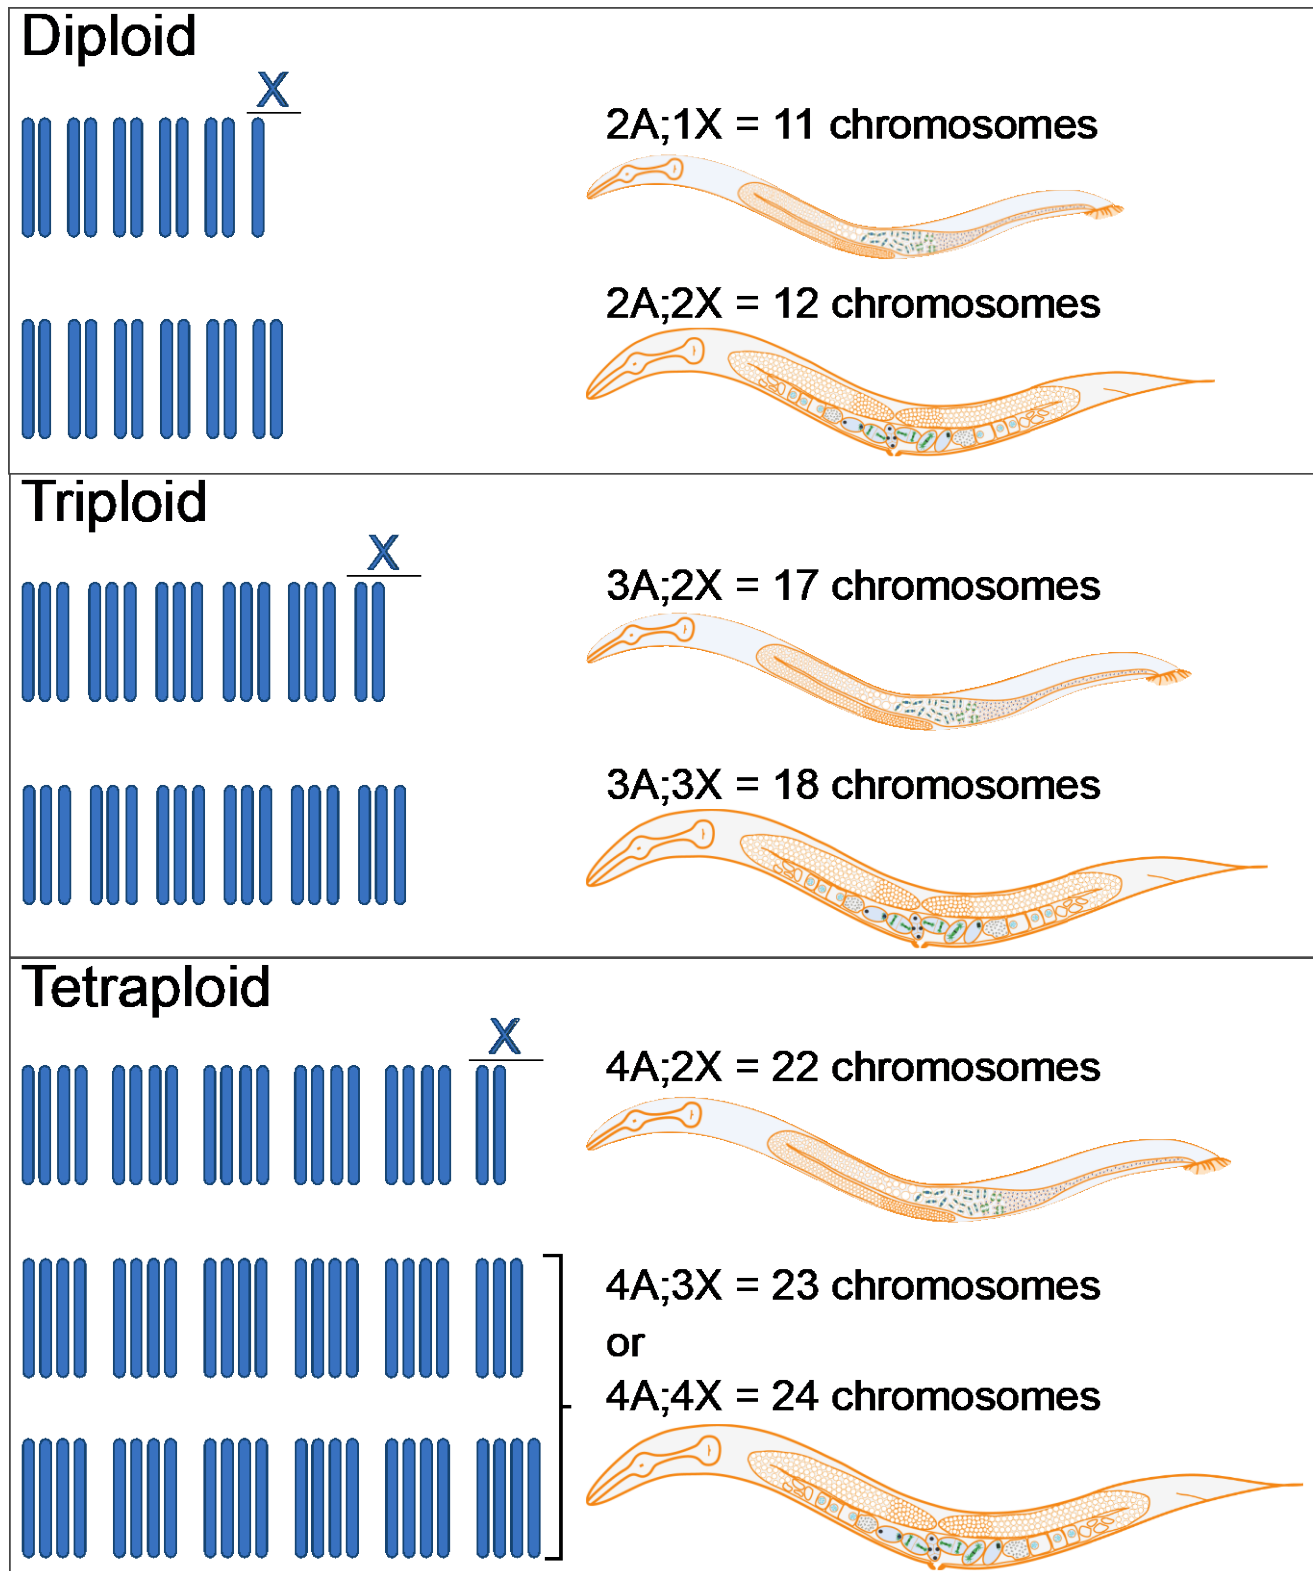 Diploid
X
2A;1X = 11 chromosomes
2A;2X = 12 chromosomes
Triploid
X
3A;2X = 17 chromosomes
3A;3X = 18 chromosomes
Tetraploid
X
4A;2X = 22 chromosomes
4A;3X = 23 chromosomes
or
4A;4X = 24 chromosomes